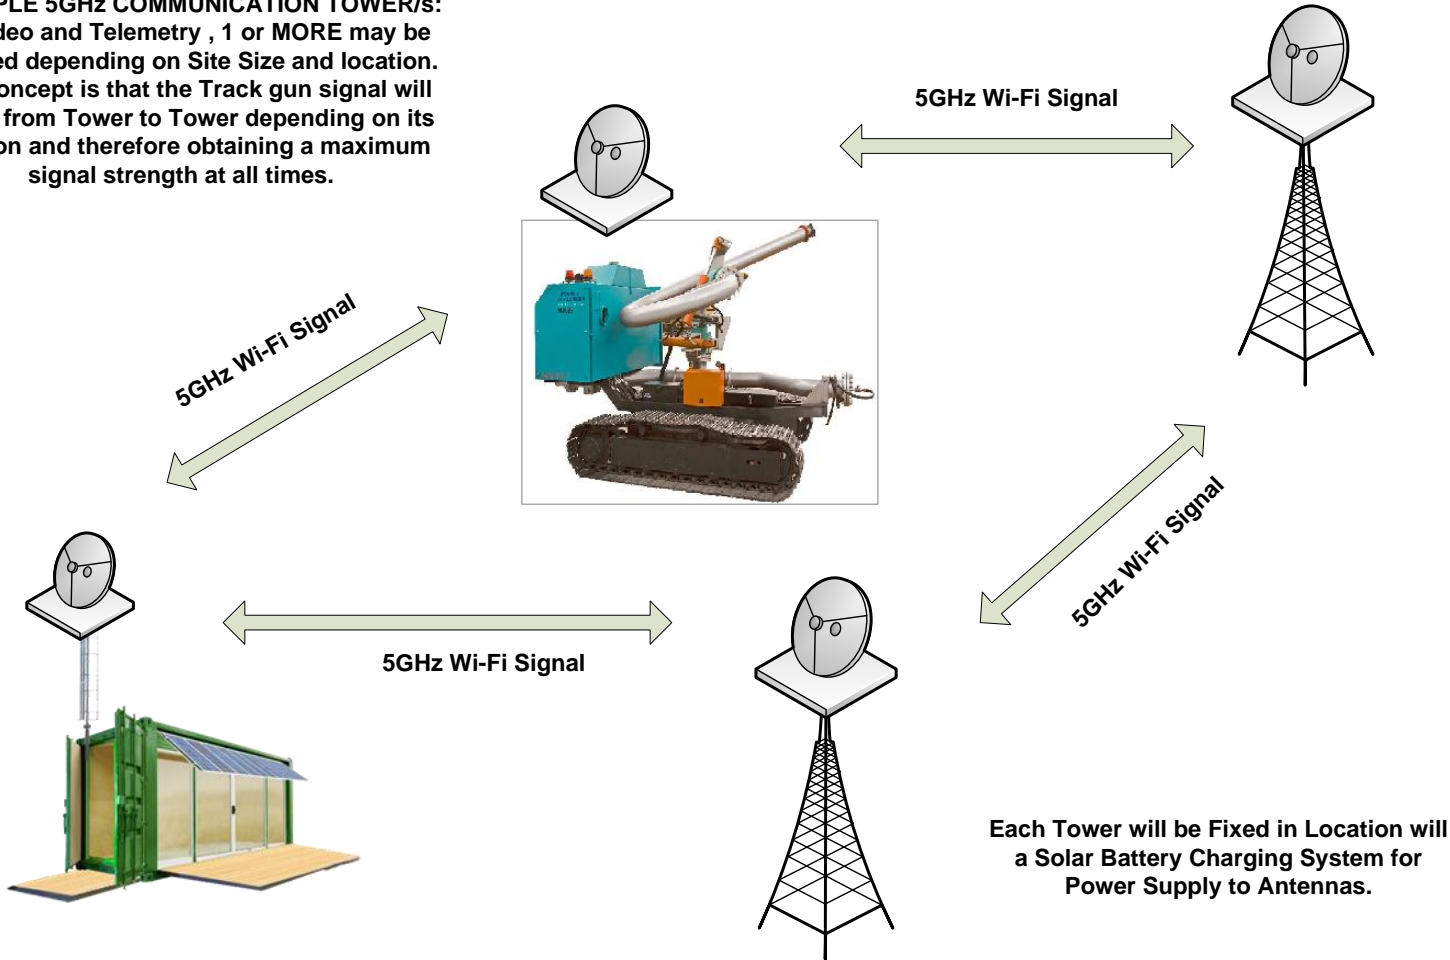 PLE 5GHz COMMUNICATION TOWER/s:
deo and Telemetry , 1 or MORE may be
ed depending on Site Size and location.
oncept is that the Track gun signal will
from Tower to Tower depending on its
on and therefore obtaining a maximum
signal strength at all times.
5GHz Wi-Fi Signal
5GHz Wi-Fi Signal
5GHz Wi-Fi Signal
5GHz Wi-Fi Signal
Each Tower will be Fixed in Location will
a Solar Battery Charging System for
Power Supply to Antennas.